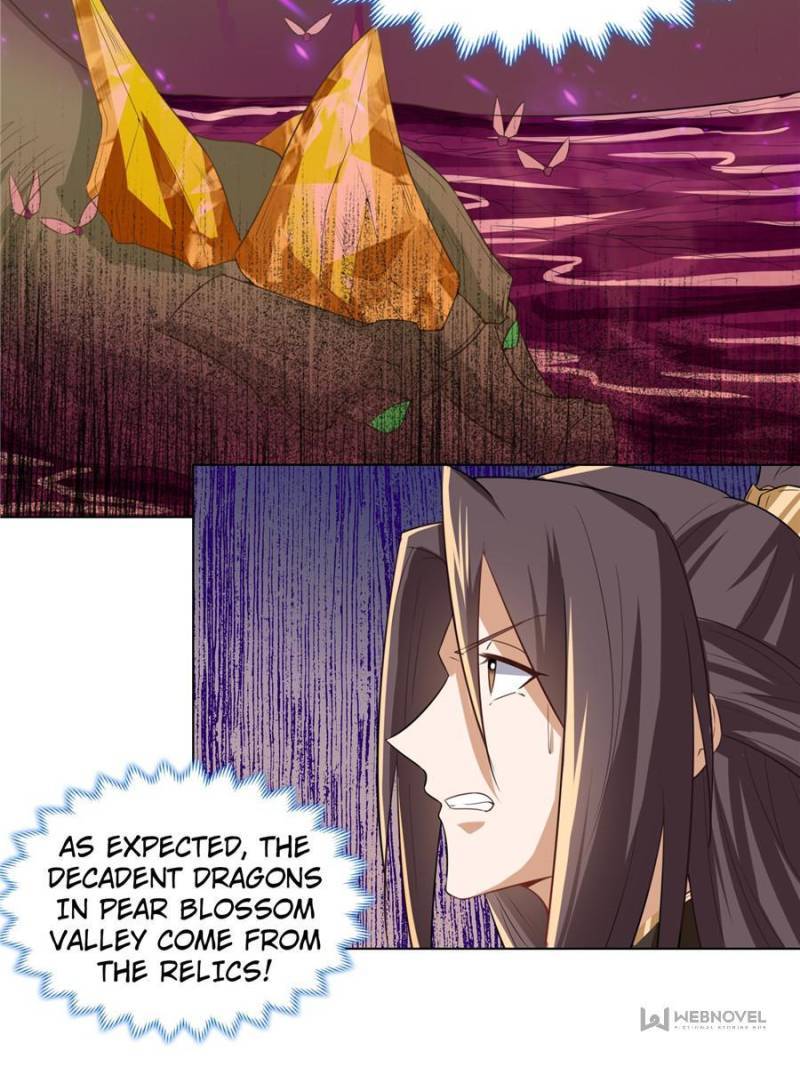 AS EXPECTED, THE
DECADENT DRAGONS
IN PEAR BLOSSOM
VALLEY COME FROM
THE RELICS!
WEBNOVEL